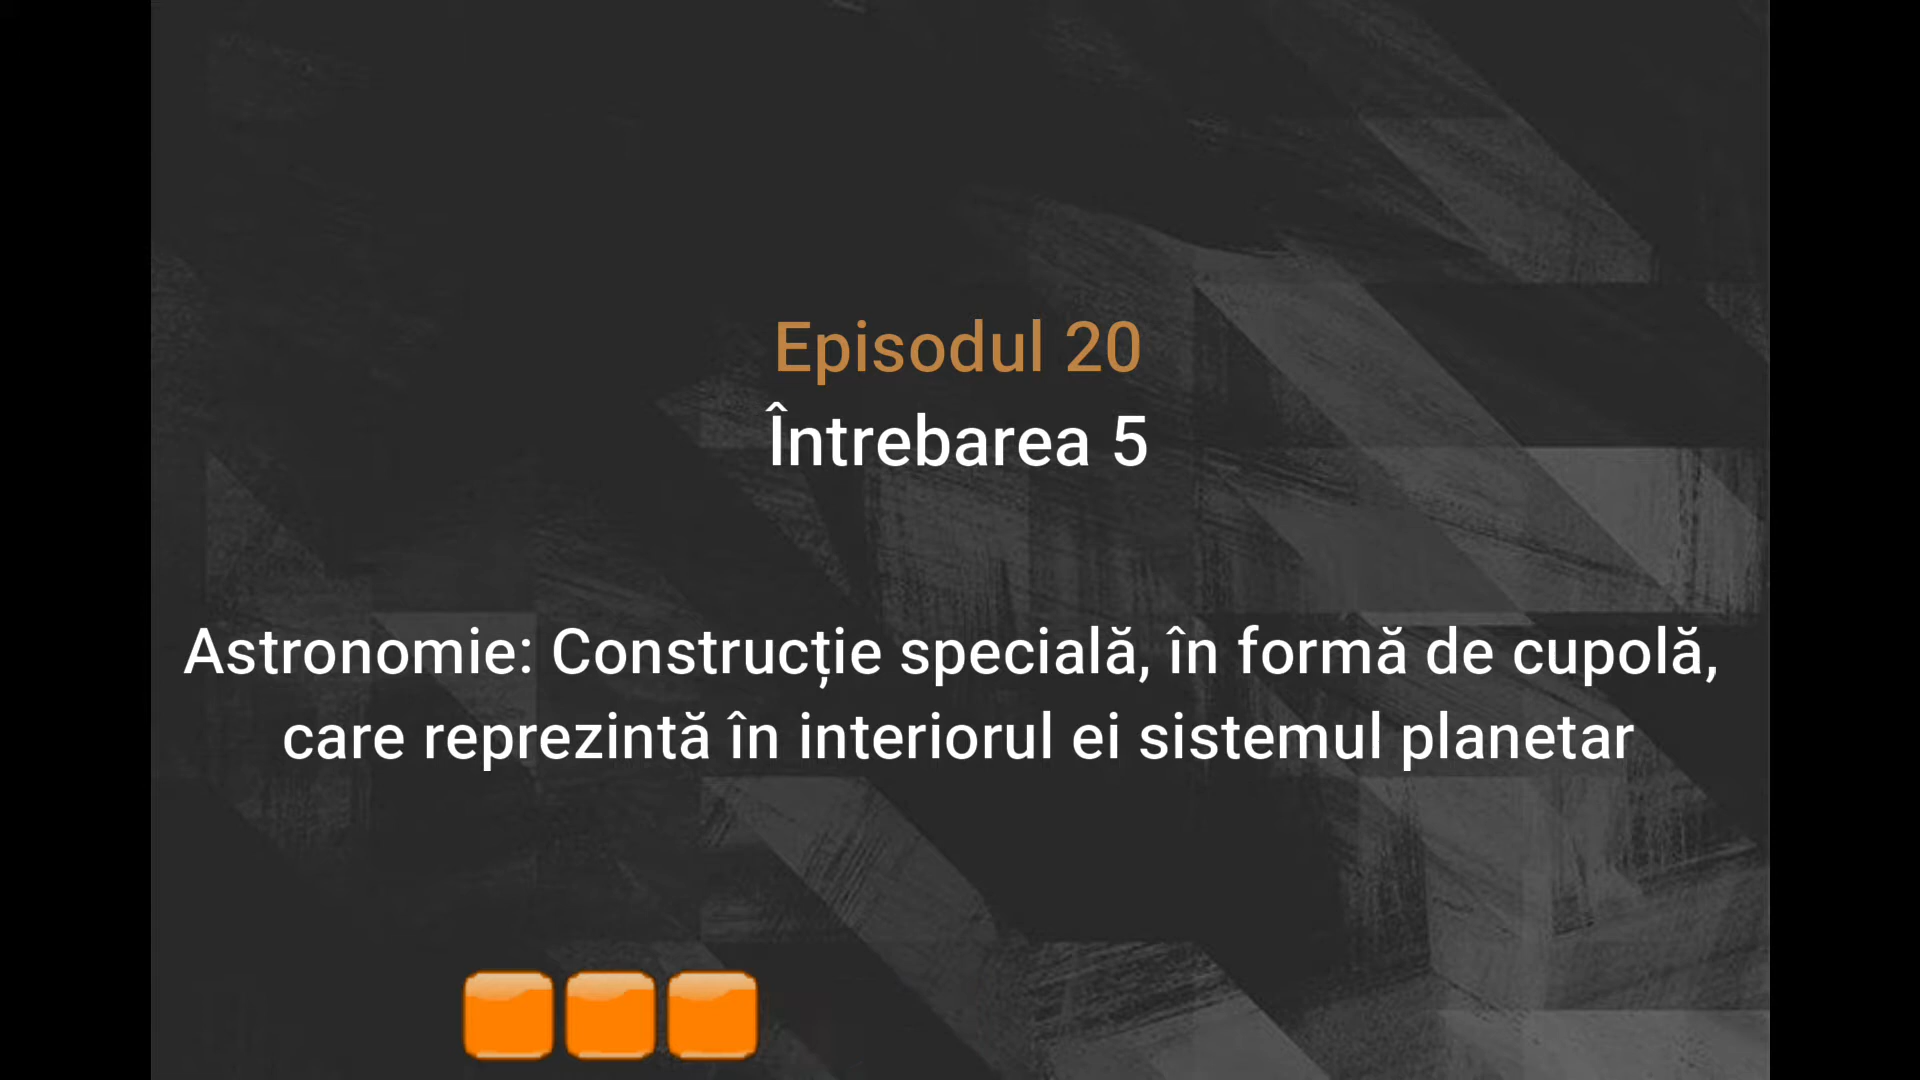 Episodul 20
Întrebarea 5
Astronomie: Construcție specială, în formă de cupolă,
care reprezintă în interiorul ei sistemul planetar